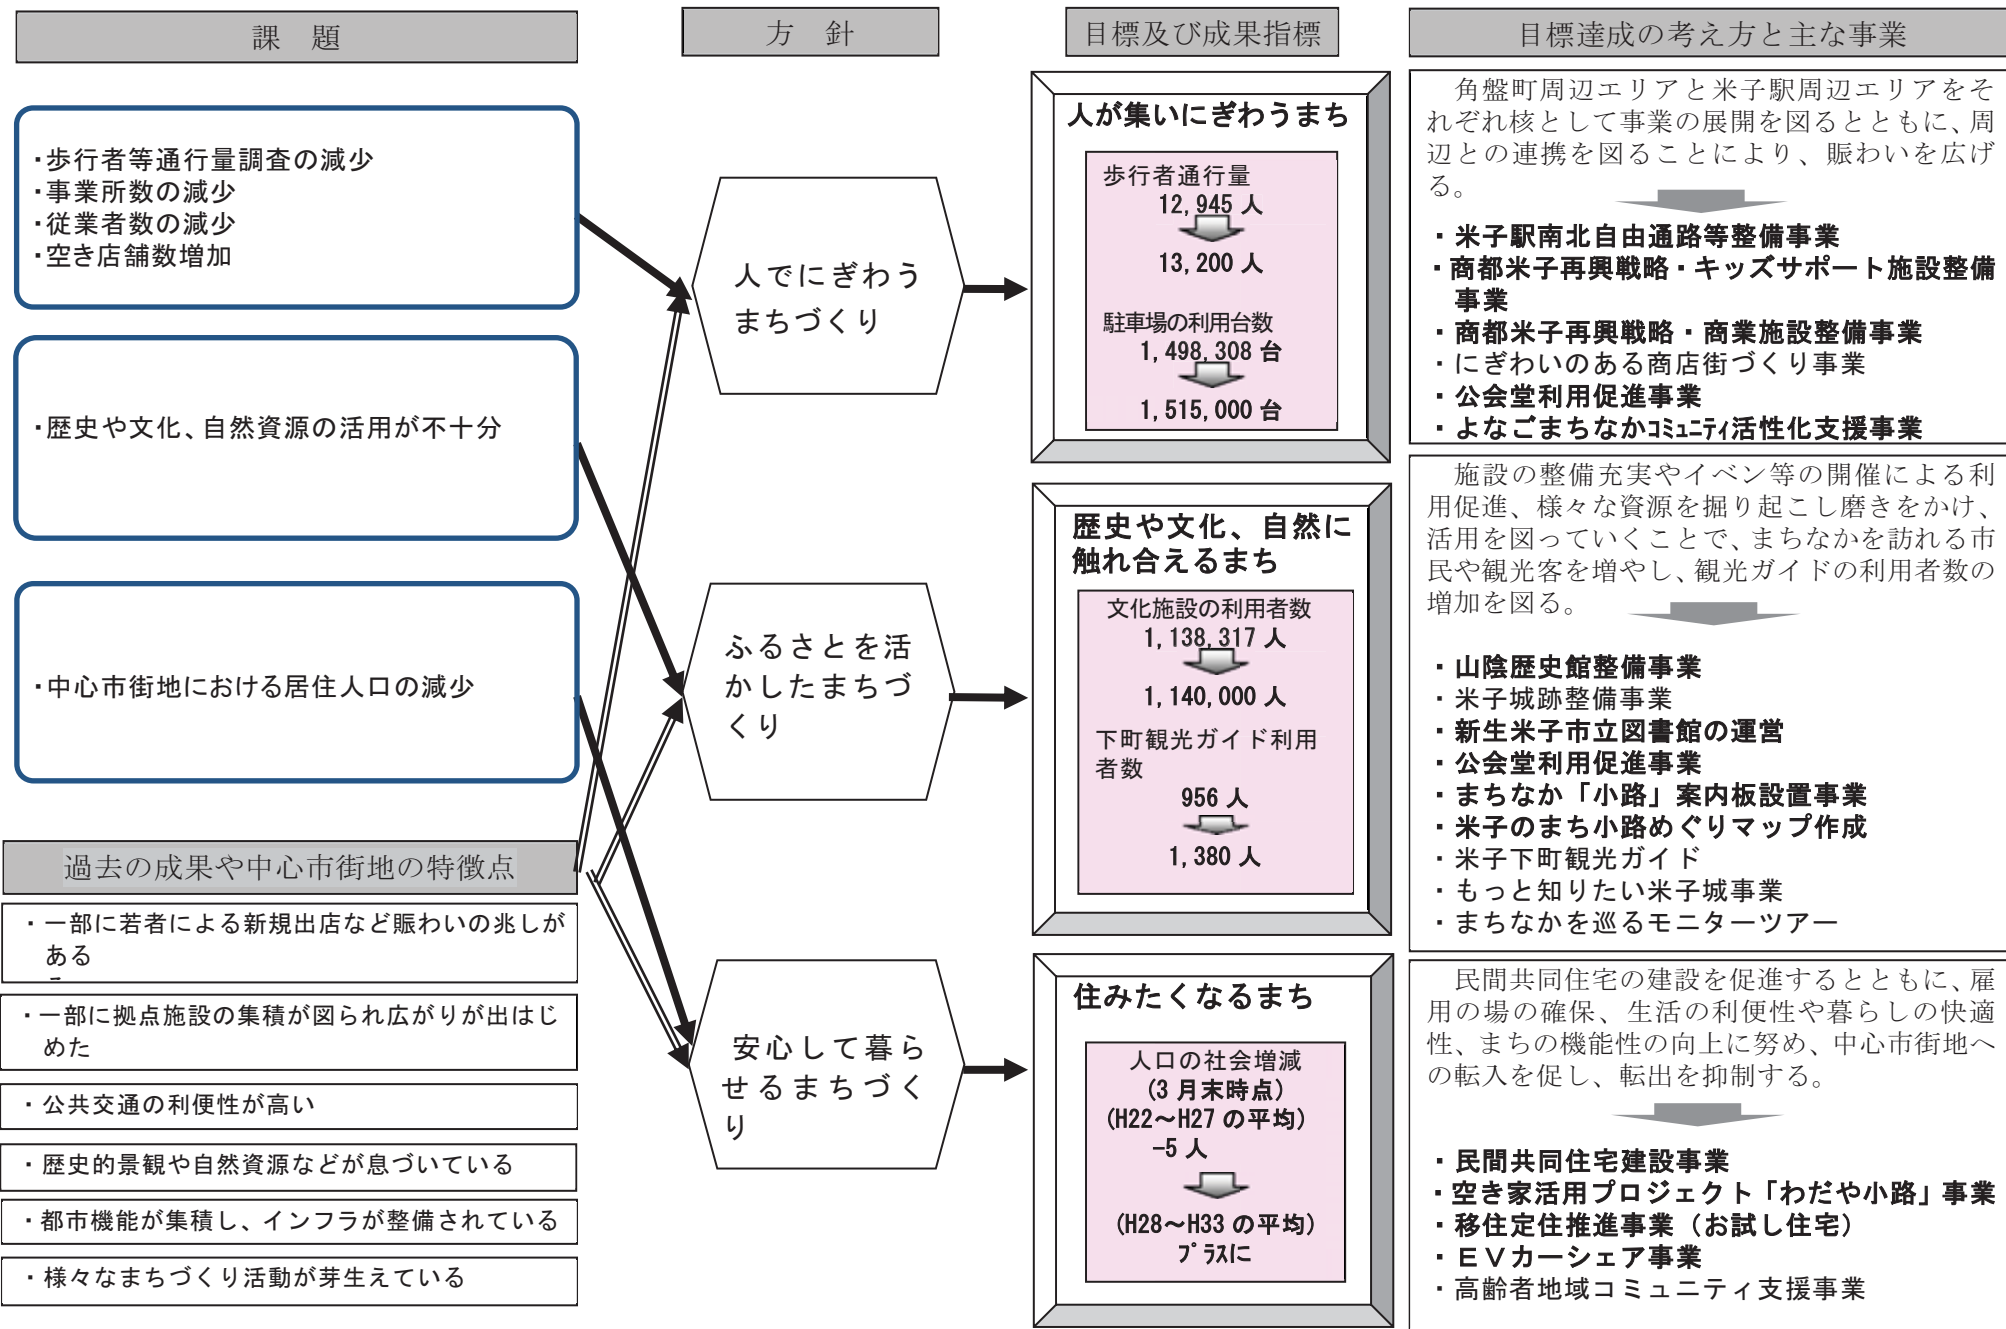 課　題
・歩行者等通行量調査の減少
・事業所数の減少
・従業者数の減少
・空き店舗数増加
・歴史や文化、自然資源の活用が不十分
・中心市街地における居住人口の減少
過去の成果や中心市街地の特徴点
・一部に若者による新規出店など賑わいの兆しが
ある
・一部に拠点施設の集積が図られ広がりが出はじ
めた
・公共交通の利便性が高い
・歴史的景観や自然資源などが息づいている
・都市機能が集積し、インフラが整備されている
・様々なまちづくり活動が芽生えている
方　針
人でにぎわう
まちづくり
ふるさとを活
かしたまちづ
くり
安心して暮ら
せるまちづく
り
目標及び成果指標
人が集いにぎわうまち
歩行者通行量
12,945 人
13,200 人
駐車場の利用台数
1,498,308 台
1,515,000 台
歴史や文化、自然に
触れ合えるまち
文化施設の利用者数
1,138,317 人
1,140,000 人
下町観光ガイド利用
者数
956 人
1,380 人
住みたくなるまち
人口の社会増減
(3 月末時点)
(H22～H27 の平均)
-5 人
(H28～H33 の平均)
ﾌﾟﾗｽに
目標達成の考え方と主な事業
角盤町周辺エリアと米子駅周辺エリアをそ
れぞれ核として事業の展開を図るとともに、周
辺との連携を図ることにより、賑わいを広げ
る。
・米子駅南北自由通路等整備事業
・商都米子再興戦略・キッズサポート施設整備
事業
・商都米子再興戦略・商業施設整備事業
・にぎわいのある商店街づくり事業
・公会堂利用促進事業
・よなごまちなかｺﾐｭﾆﾃｨ活性化支援事業
施設の整備充実やイベン等の開催による利
用促進、様々な資源を掘り起こし磨きをかけ、
活用を図っていくことで、まちなかを訪れる市
民や観光客を増やし、観光ガイドの利用者数の
増加を図る。
・山陰歴史館整備事業
・米子城跡整備事業
・新生米子市立図書館の運営
・公会堂利用促進事業
・まちなか「小路」案内板設置事業
・米子のまち小路めぐりマップ作成
・米子下町観光ガイド
・もっと知りたい米子城事業
・まちなかを巡るモニターツアー
民間共同住宅の建設を促進するとともに、雇
用の場の確保、生活の利便性や暮らしの快適
性、まちの機能性の向上に努め、中心市街地へ
の転入を促し、転出を抑制する。
・民間共同住宅建設事業
・空き家活用プロジェクト「わだや小路」事業
・移住定住推進事業（お試し住宅）
・ＥＶカーシェア事業
・高齢者地域コミュニティ支援事業